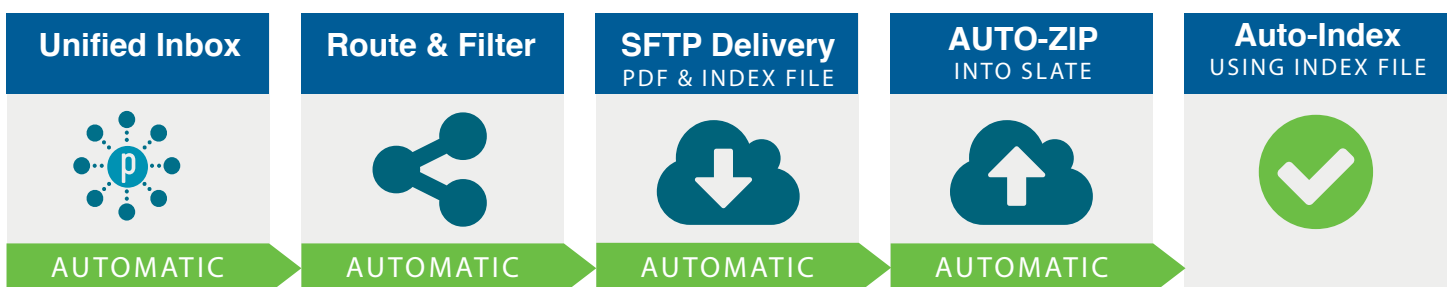 Unified Inbox
Route & Filter
SFTP Delivery
PDF & INDEX FILE
AUTO-ZIP
INTO SLATE
Auto-Index
USING INDEX FILE
p
AUTOMATIC
AUTOMATIC
AUTOMATIC
AUTOMATIC